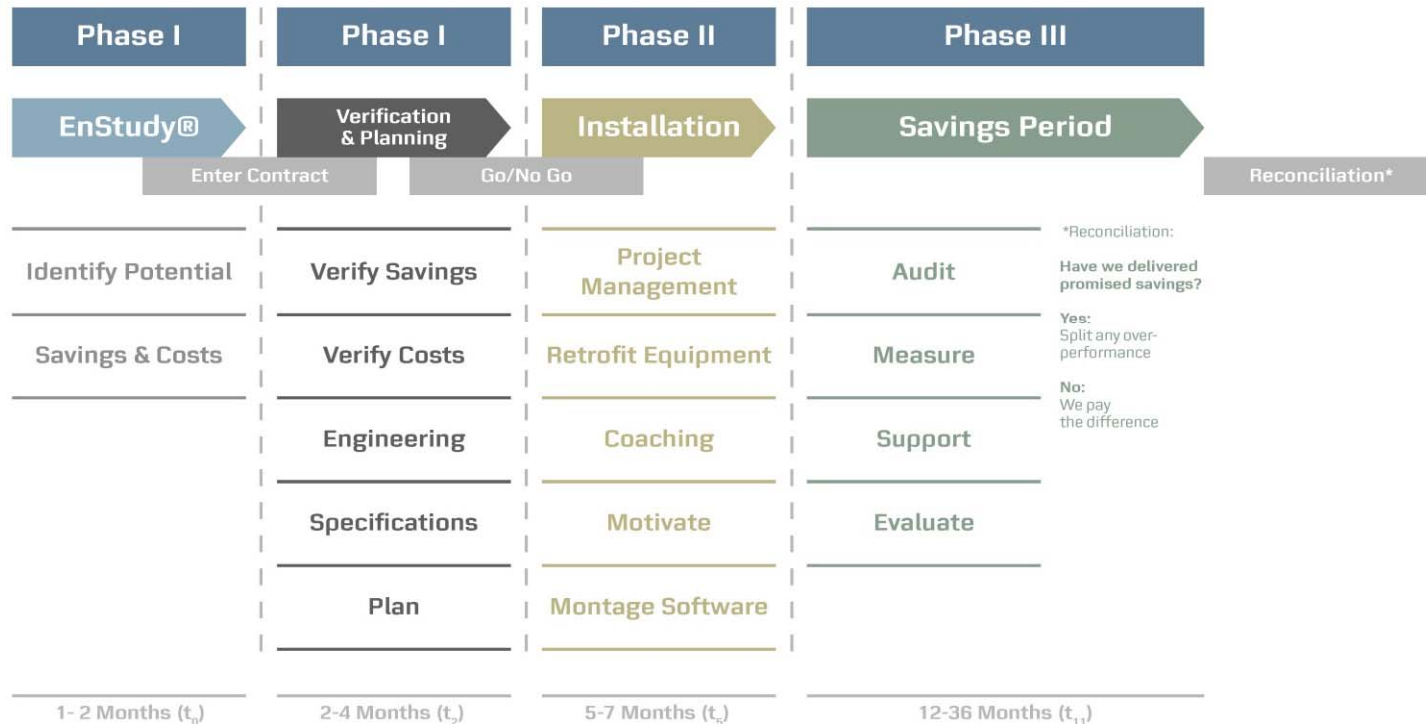 Phase I
Phase I
Phase II
Phase III
EnStudy®
Verification
& Planning
Installation
Savings Period
Enter Contract
Go/No Go
Reconciliation*
Identify Potential
Savings & Costs
Verify Savings
Verify Costs
Engineering
Specifications
Plan
Project
Management
Retrofit Equipment
Coaching
Motivate
Montage Software
Audit
Measure
Support
Evaluate
*Reconciliation:
Have we delivered
promised savings?
Yes:
Split any over-
performance
No:
We pay
the difference
1- 2 Months (t₀)
2-4 Months (t₂)
5-7 Months (t₅)
12-36 Months (t₁₁)